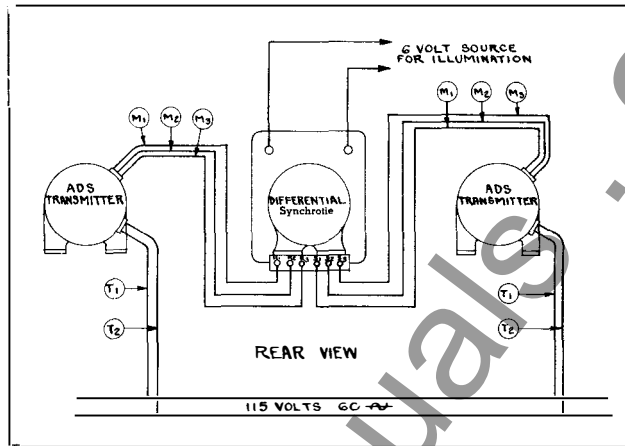 6 VOLT SOURCE
FOR ILLUMINATION
M1 M2 M3
M1 M2 M3
ADS
TRANSMITTER
DIFFERENTIAL
Synchrotie
ADS
TRANSMITTER
T1
T2
T1
T2
REAR VIEW
115 VOLTS 60
uals .